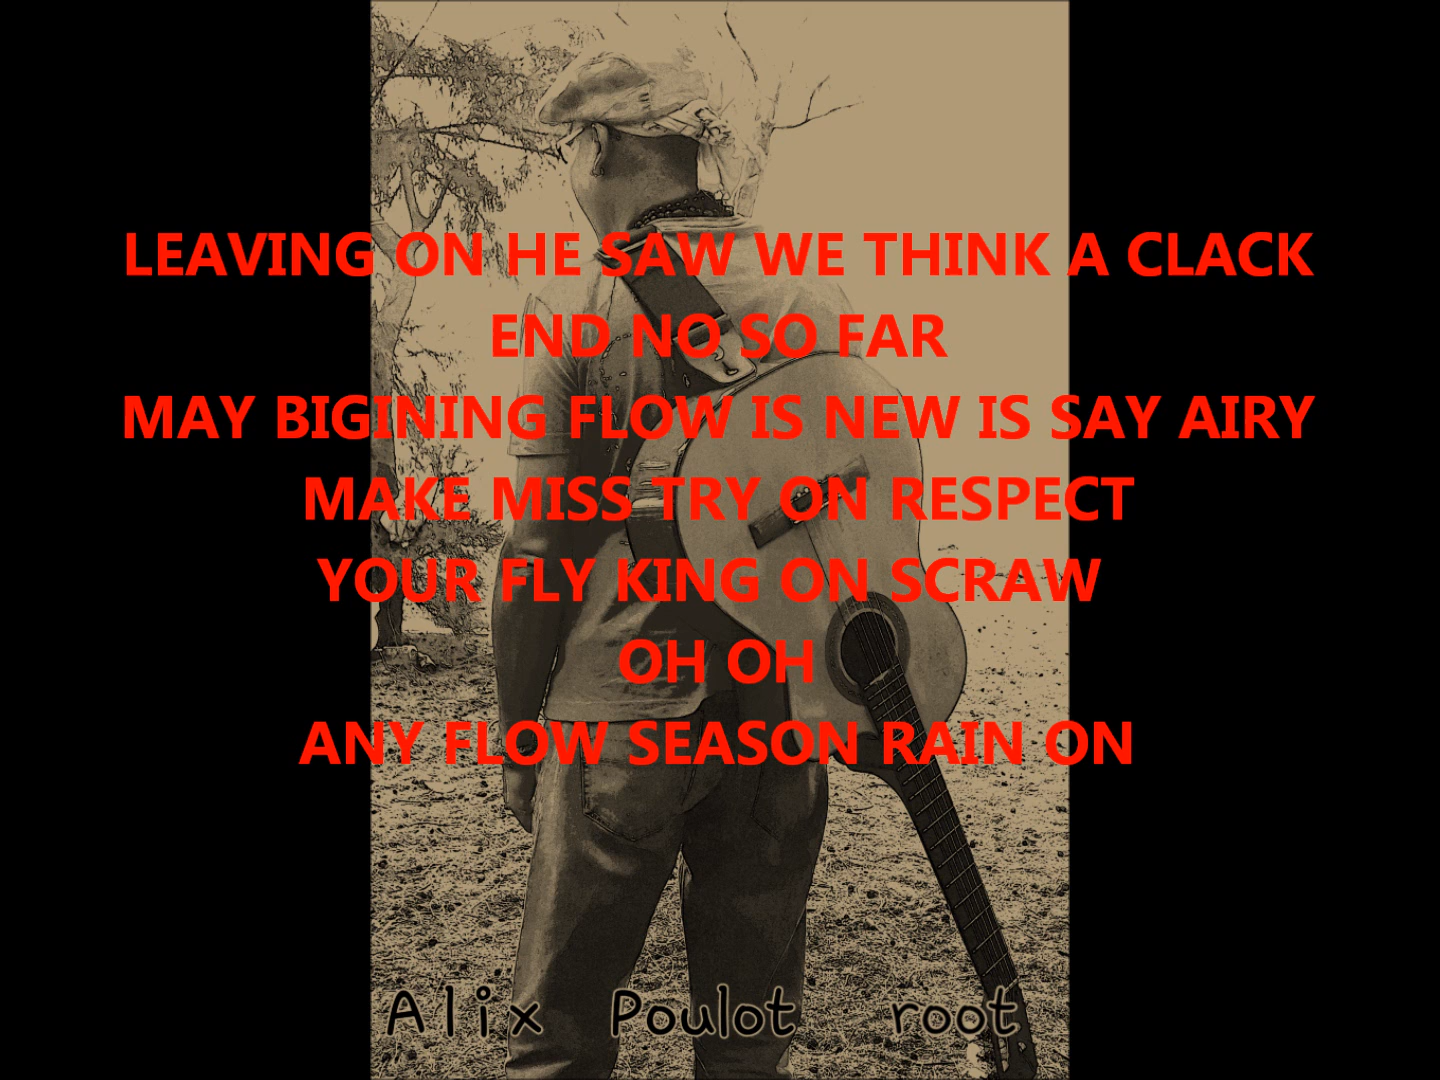 LEAVING ON HE SAW WE THINK A CLACK
END NO SO FAR
MAY BIGINING FLOW IS NEW IS SAY AIRY
MAKE MISS TRY ON RESPECT
YOUR FLY KING ON SCRAW
OH OH
ANY FLOW SEASON RAIN ON
Alix Poulot root